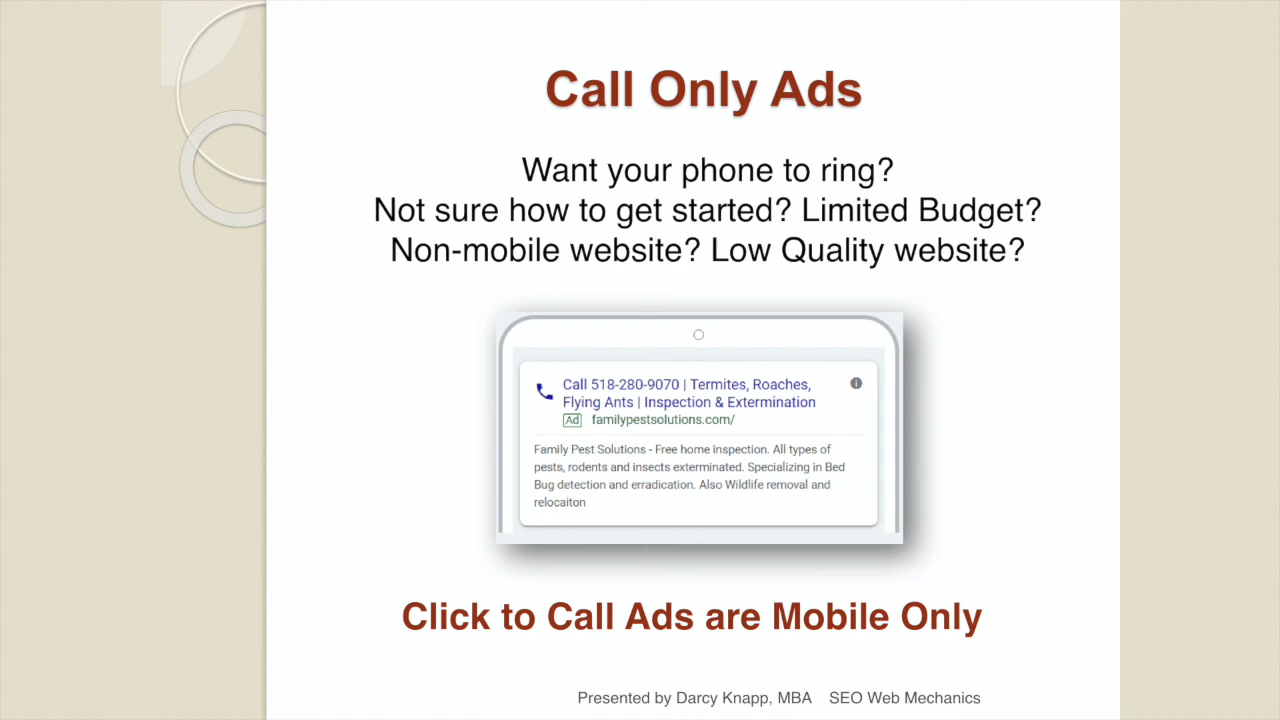 Call Only Ads
Want your phone to ring?
Not sure how to get started? Limited Budget?
Non-mobile website? Low Quality website?
Call 518-280-9070 | Termites, Roaches,
Flying Ants | Inspection & Extermination
Ad familypestsolutions.com/
Family Pest Solutions - Free home inspection. All types of
pests, rodents and insects exterminated. Specializing in Bed
Bug detection and erradication. Also Wildlife removal and
relocaiton
Click to Call Ads are Mobile Only
Presented by Darcy Knapp, MBA SEO Web Mechanics